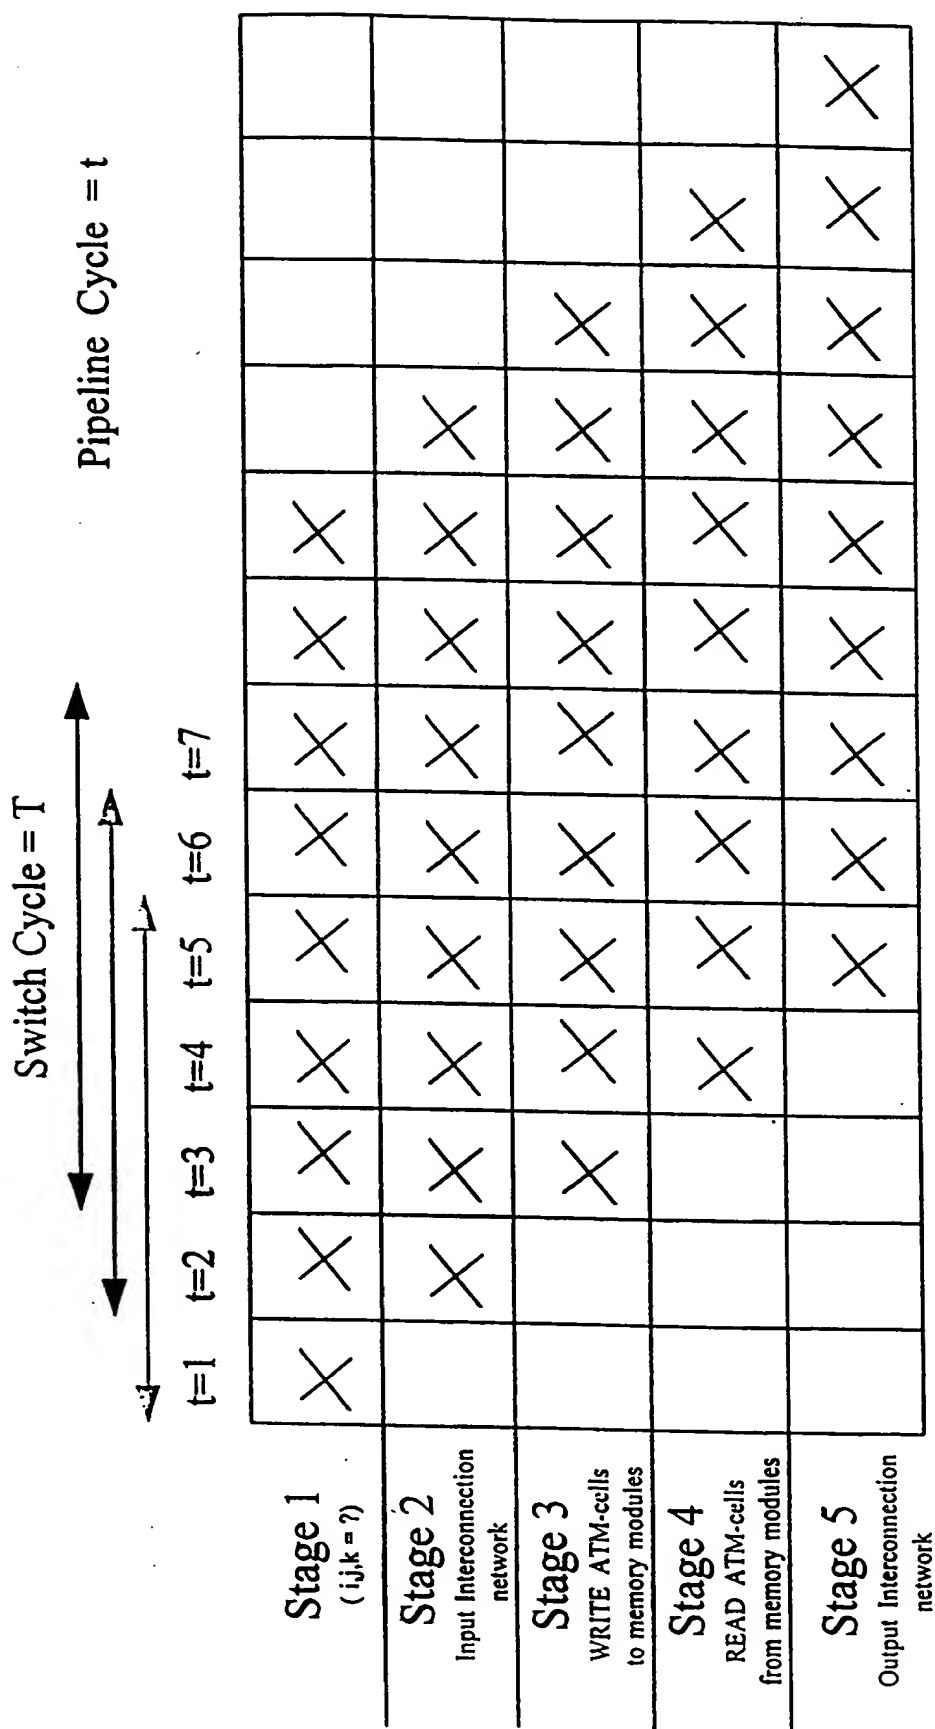 Switch Cycle = T
Pipeline Cycle = t
t=1 t=2 t=3 t=4 t=5 t=6 t=7
Stage 1
( i,j,k = ?)
Stage 2
Input Interconnection
network
Stage 3
WRITE ATM-cells
to memory modules
Stage 4
READ ATM-cells
from memory modules
Stage 5
Output Interconnection
network